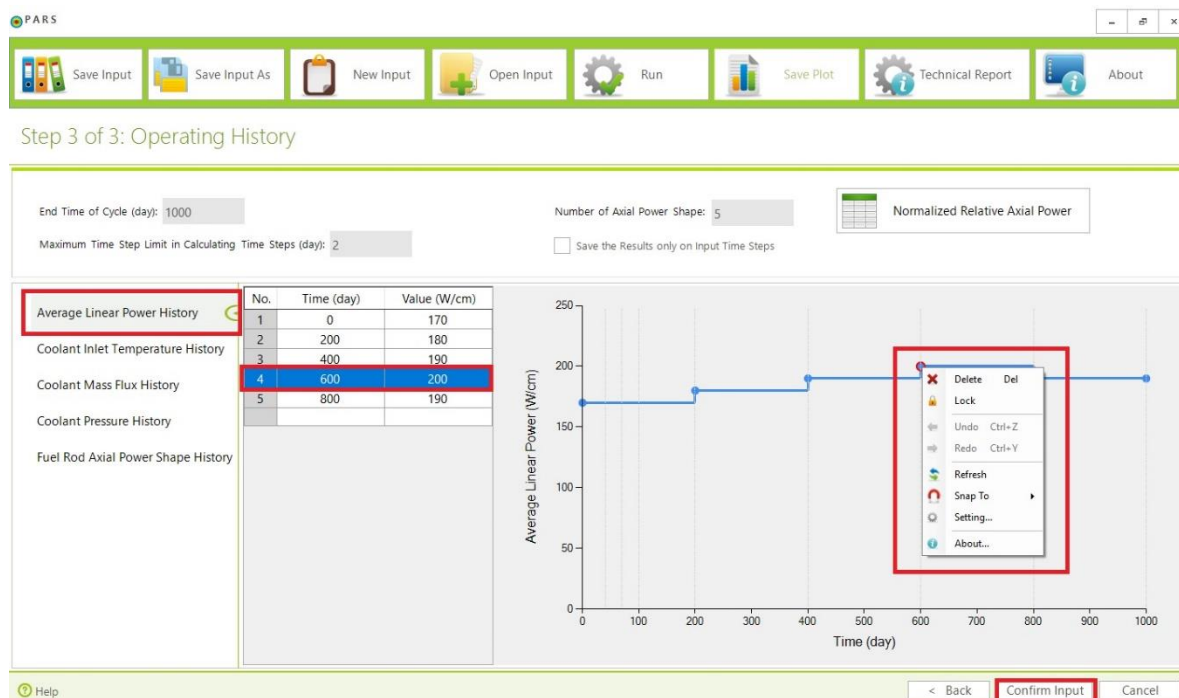 PARS
Save Input
Save Input As
New Input
Open Input
Run
Save Plot
Technical Report
About
Step 3 of 3: Operating History
End Time of Cycle (day): 1000
Number of Axial Power Shape: 5
Normalized Relative Axial Power
Maximum Time Step Limit in Calculating Time Steps (day): 2
Save the Results only on Input Time Steps
Average Linear Power History
Coolant Inlet Temperature History
Coolant Mass Flux History
Coolant Pressure History
Fuel Rod Axial Power Shape History
No. Time (day) Value (W/cm)
1 0 170
2 200 180
3 400 190
4 600 200
5 800 190
Average Linear Power (W/cm)
250
200
150
100
50
0
0 100 200 300 400 500 600 700 800 900 1000
Time (day)
Delete Del
Lock
Undo Ctrl+Z
Redo Ctrl+Y
Refresh
Snap To
Setting...
About...
Help
< Back
Confirm Input
Cancel